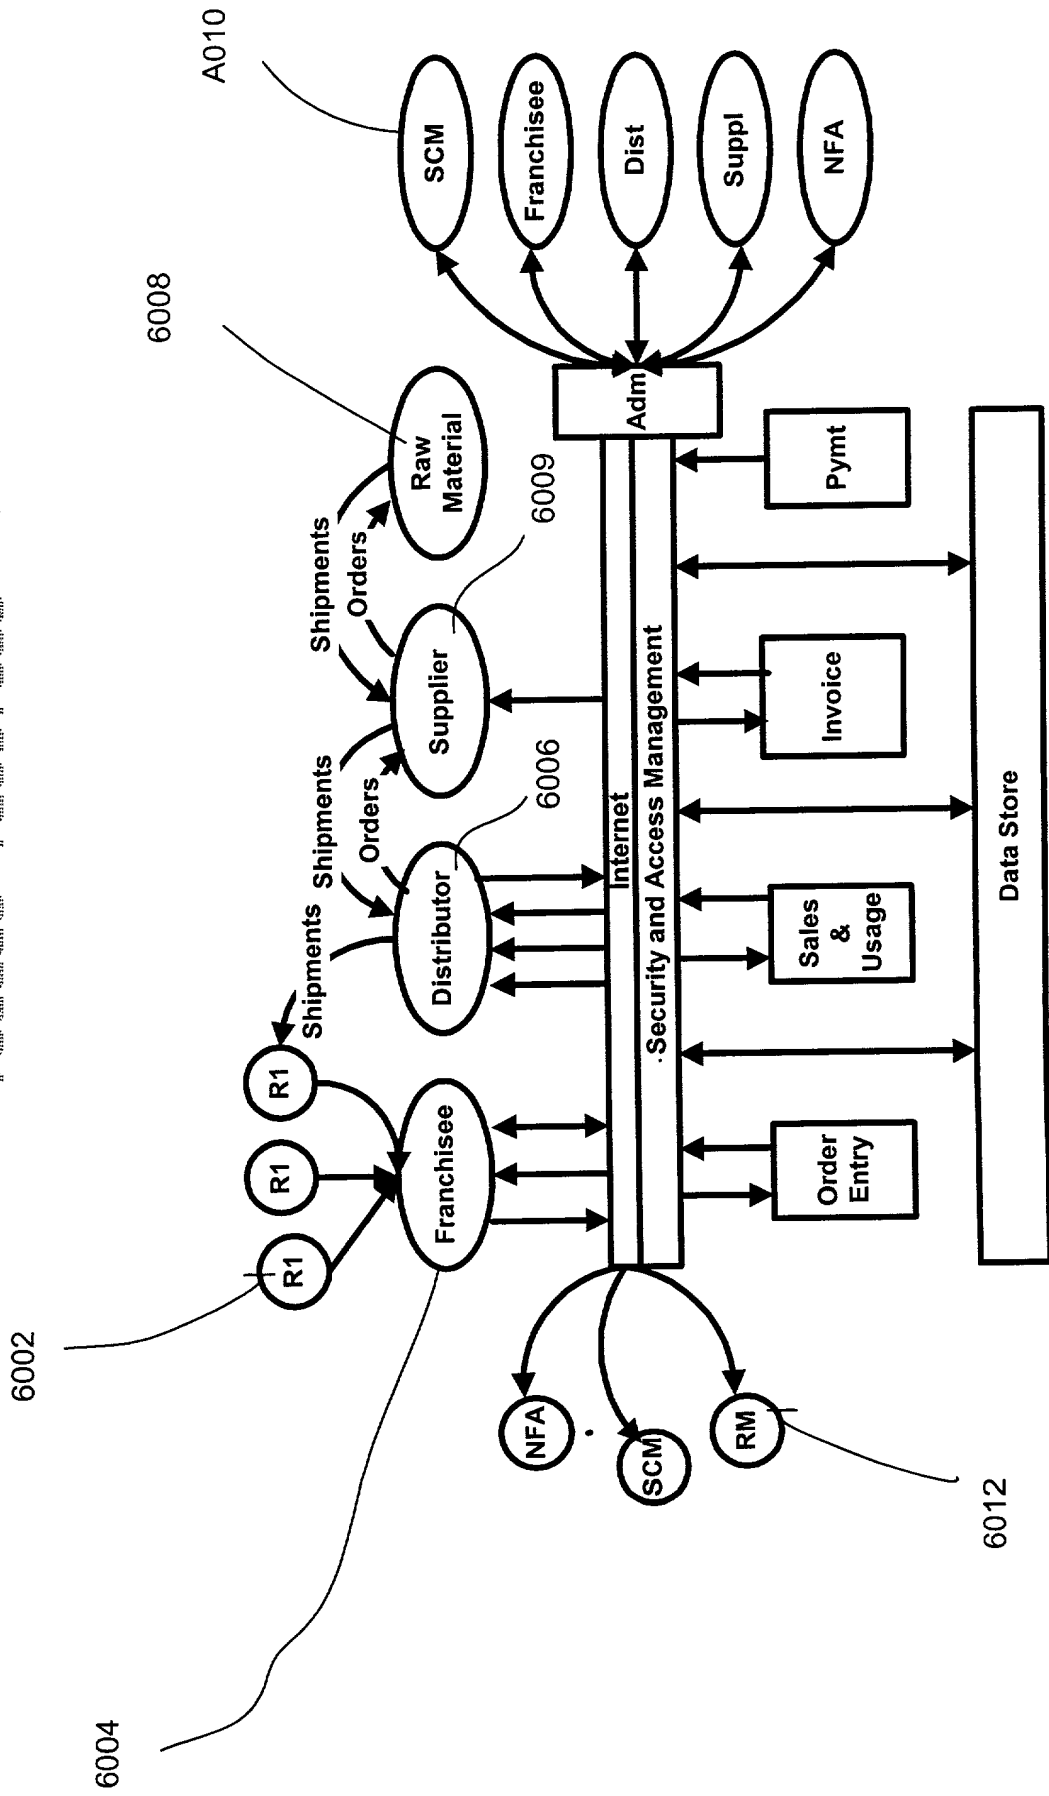 6004
6002
6008
A010
R1
R1
R1
Shipments
Shipments
Orders
Shipments
Orders
Franchisee
Distributor
Supplier
Raw
Material
6006
6009
SCM
Franchisee
Dist
Suppl
NFA
Adm
NFA
SCM
RM
6012
Internet
Security and Access Management
Order
Entry
Sales
&
Usage
Invoice
Pymt
Data Store